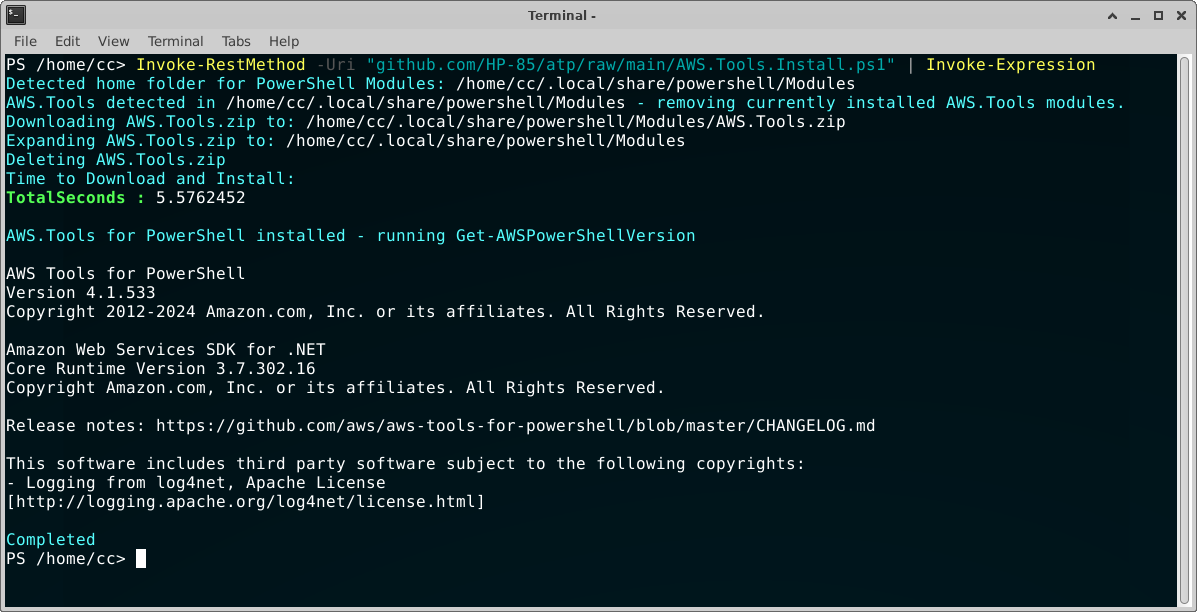 Terminal -
File Edit View Terminal Tabs Help
PS /home/cc> Invoke-RestMethod -Uri "github.com/HP-85/atp/raw/main/AWS.Tools.Install.ps1" | Invoke-Expression
Detected home folder for PowerShell Modules: /home/cc/.local/share/powershell/Modules
AWS.Tools detected in /home/cc/.local/share/powershell/Modules - removing currently installed AWS.Tools modules.
Downloading AWS.Tools.zip to: /home/cc/.local/share/powershell/Modules/AWS.Tools.zip
Expanding AWS.Tools.zip to: /home/cc/.local/share/powershell/Modules
Deleting AWS.Tools.zip
Time to Download and Install:
TotalSeconds : 5.5762452
AWS.Tools for PowerShell installed - running Get-AWSPowerShellVersion
AWS Tools for PowerShell
Version 4.1.533
Copyright 2012-2024 Amazon.com, Inc. or its affiliates. All Rights Reserved.
Amazon Web Services SDK for .NET
Core Runtime Version 3.7.302.16
Copyright Amazon.com, Inc. or its affiliates. All Rights Reserved.
Release notes: https://github.com/aws/aws-tools-for-powershell/blob/master/CHANGELOG.md
This software includes third party software subject to the following copyrights:
- Logging from log4net, Apache License
[http://logging.apache.org/log4net/license.html]
Completed
PS /home/cc>